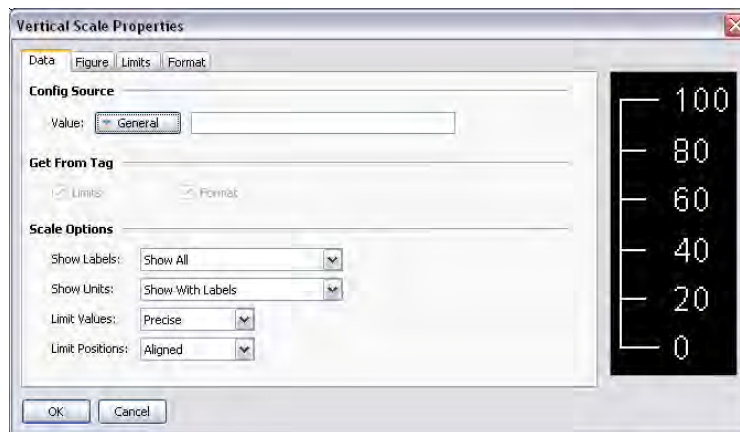 Vertical Scale Properties
Data Figure Limits Format
Config Source
Value: General
Get From Tag
Limits Format
Scale Options
Show Labels: Show All
Show Units: Show With Labels
Limit Values: Precise
Limit Positions: Aligned
OK Cancel
100
80
60
40
20
0